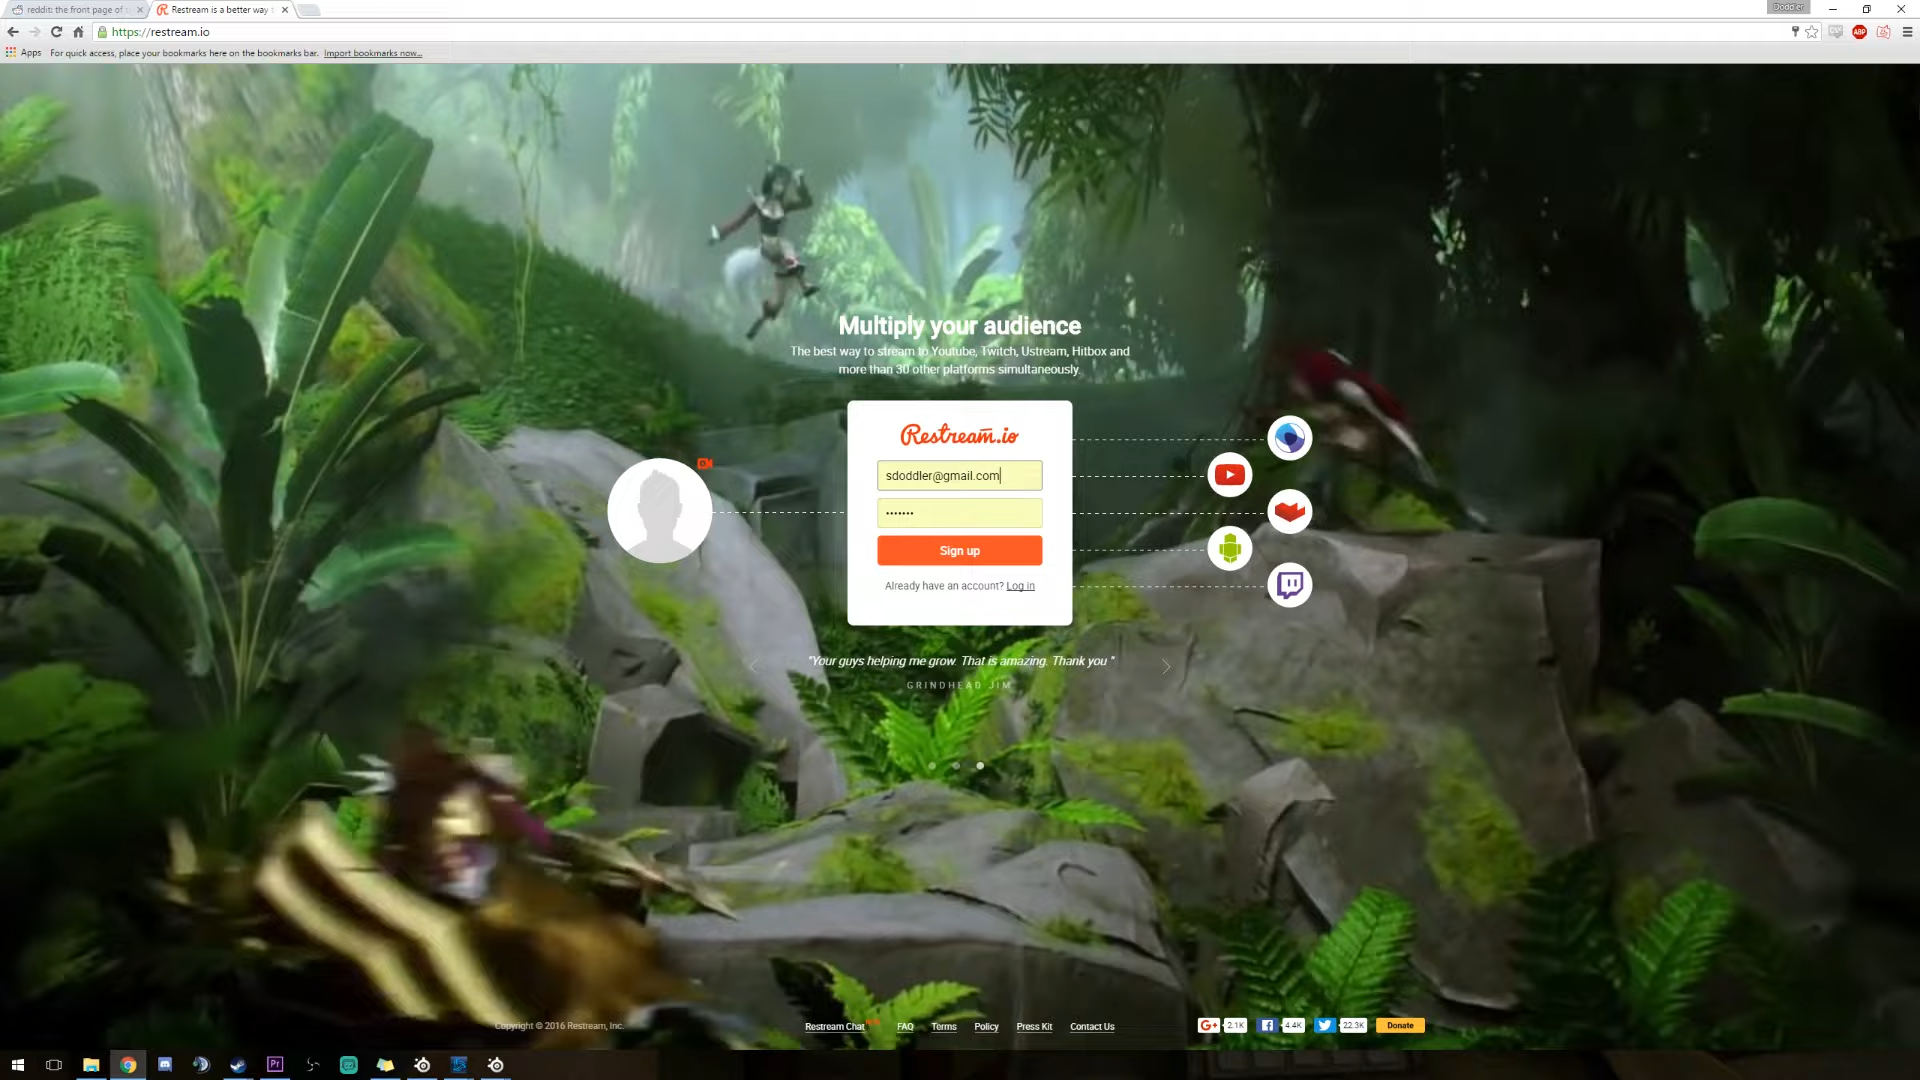 reddit: the front page of
Restream is a better way
Doddler
https://restream.io
Apps For quick access, place your bookmarks here on the bookmarks bar. Import bookmarks now...
Multiply your audience
The best way to stream to Youtube, Twitch, Ustream, Hitbox and
more than 30 other platforms simultaneously.
Restream.io
sdoddler@gmail.com
•••••••
Sign up
Already have an account? Log in
"Your guys helping me grow. That is amazing. Thank you "
GRINDHEAD JIM
Copyright © 2016 Restream, Inc.
Restream Chat FAQ Terms Policy Press Kit Contact Us
G+ 2.1K 4.4K 22.3K Donate
ABP
Pr